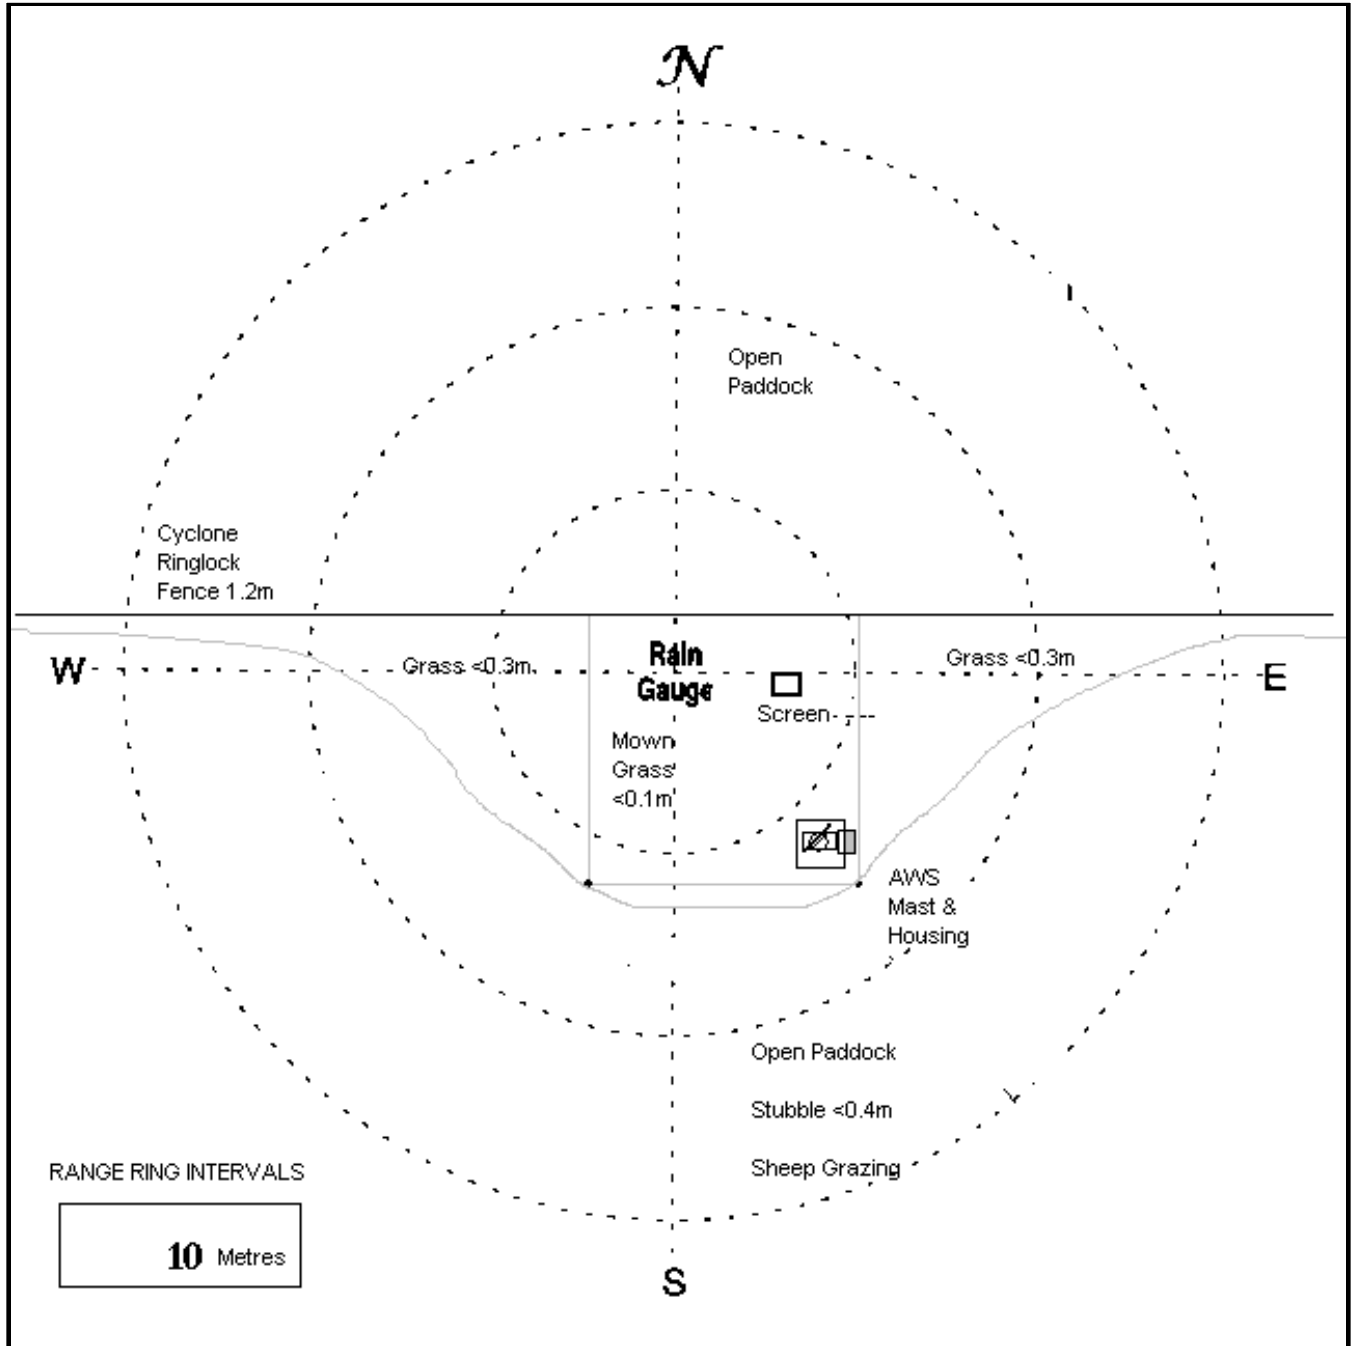 N
Open
Paddock
Cyclone
Ringlock
Fence 1.2m
W
Grass <0.3m
Rain
Gauge
Grass <0.3m
E
Screen
Mown
Grass
<0.1m
AWS
Mast &
Housing
Open Paddock
Stubble <0.4m
Sheep Grazing
RANGE RING INTERVALS
10 Metres
S